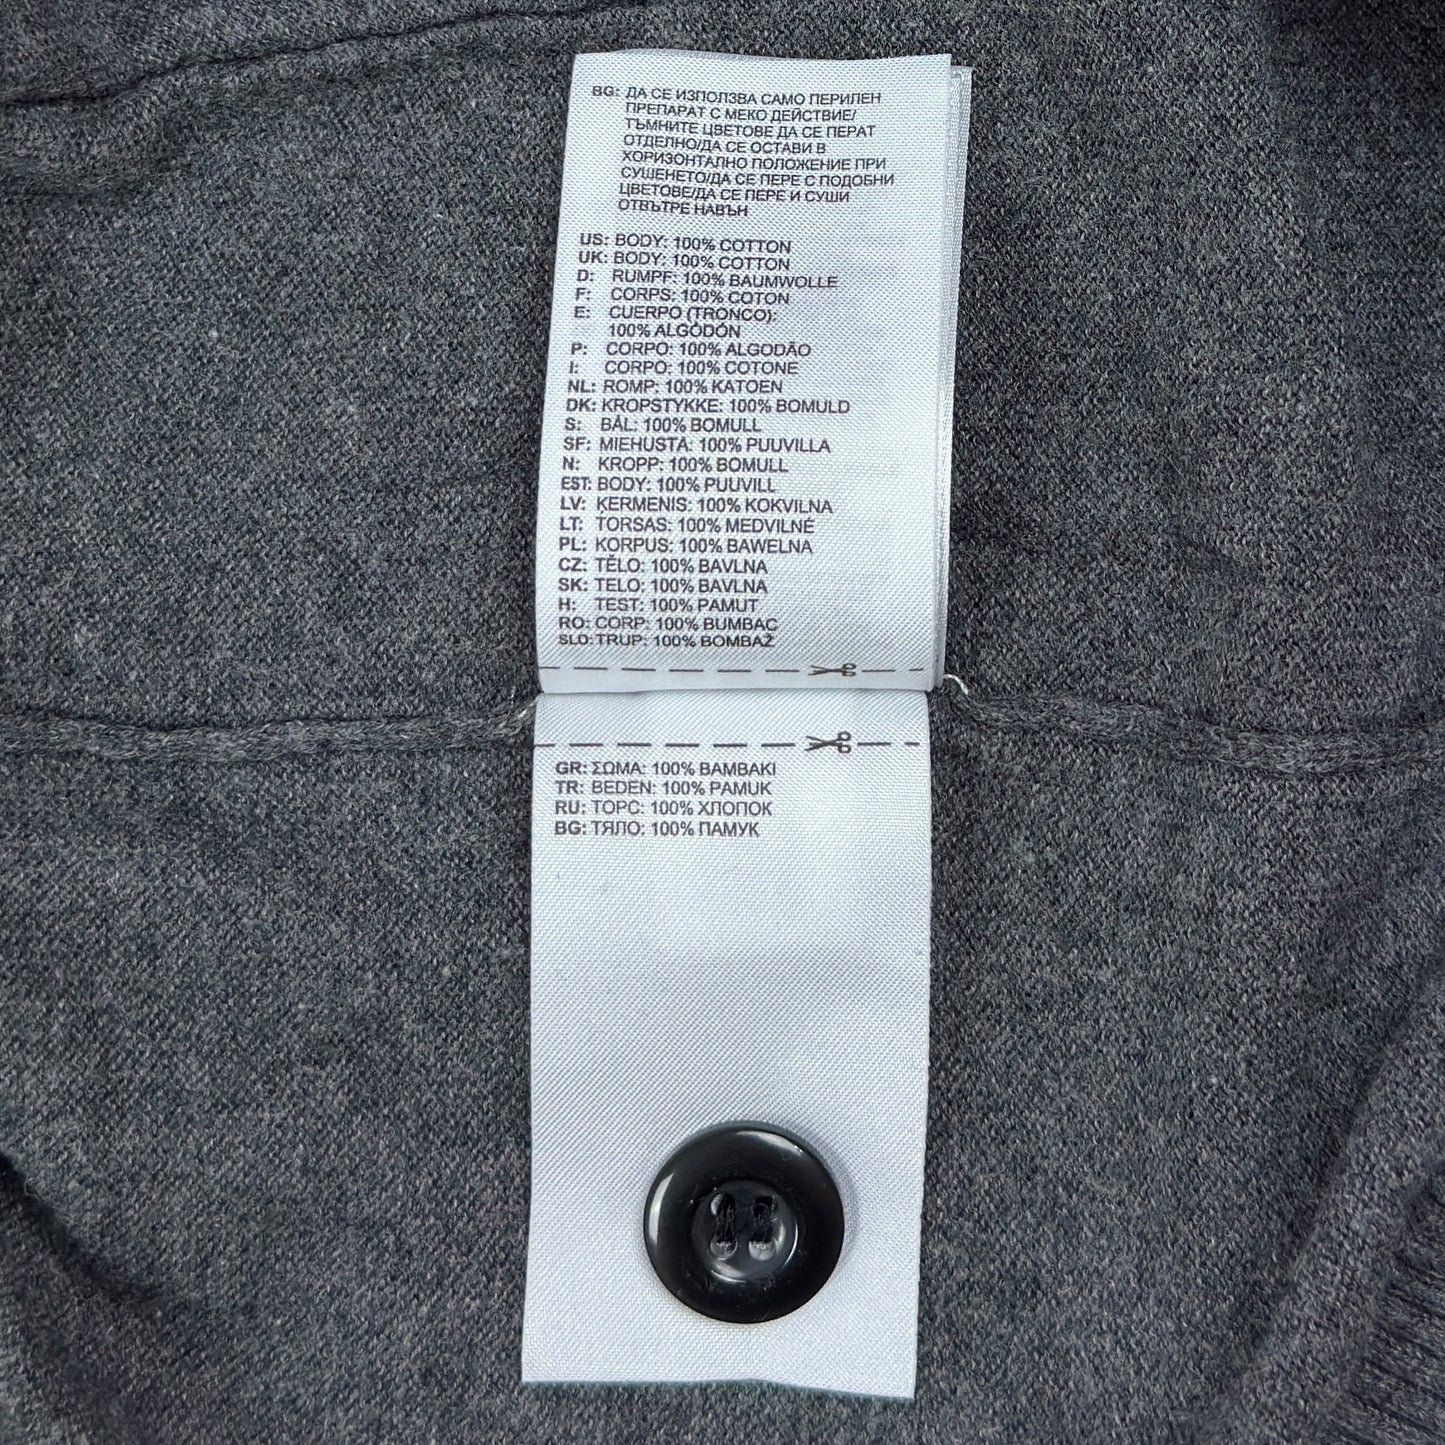 BG: ДА СЕ ИЗПОЛЗВА САМО ПЕРИЛЕН
ПРЕПАРАТ С МЕКО ДЕЙСТВИЕ/
ТЪМНИТЕ ЦВЕТОВЕ ДА СЕ ПЕРАТ
ОТДЕЛНО/ДА СЕ ОСТАВИ В
ХОРИЗОНТАЛНО ПОЛОЖЕНИЕ ПРИ
СУШЕНЕТО/ДА СЕ ПЕРЕ С ПОДОБНИ
ЦВЕТОВЕ/ДА СЕ ПЕРЕ И СУШИ
ОТВЪТРЕ НАВЪН
US: BODY: 100% COTTON
UK: BODY: 100% COTTON
D: RUMPF: 100% BAUMWOLLE
F: CORPS: 100% COTON
E: CUERPO (TRONCO):
100% ALGODÓN
P: CORPO: 100% ALGODÃO
I: CORPO: 100% COTONE
NL: ROMP: 100% KATOEN
DK: KROPSTYKKE: 100% BOMULD
S: BÅL: 100% BOMULL
SF: MIEHUSTA: 100% PUUVILLA
N: KROPP: 100% BOMULL
EST: BODY: 100% PUUVILL
LV: ĶERMENIS: 100% KOKVILNA
LT: TORSAS: 100% MEDVILNĖ
PL: KORPUS: 100% BAWELNA
CZ: TĚLO: 100% BAVLNA
SK: TELO: 100% BAVLNA
H: TEST: 100% PAMUT
RO: CORP: 100% BUMBAC
SLO: TRUP: 100% BOMBAŽ
GR: ΣΩΜΑ: 100% ΒΑΜΒΑΚΙ
TR: BEDEN: 100% PAMUK
RU: ТОРС: 100% ХЛОПОК
BG: ТЯЛО: 100% ПАМУК